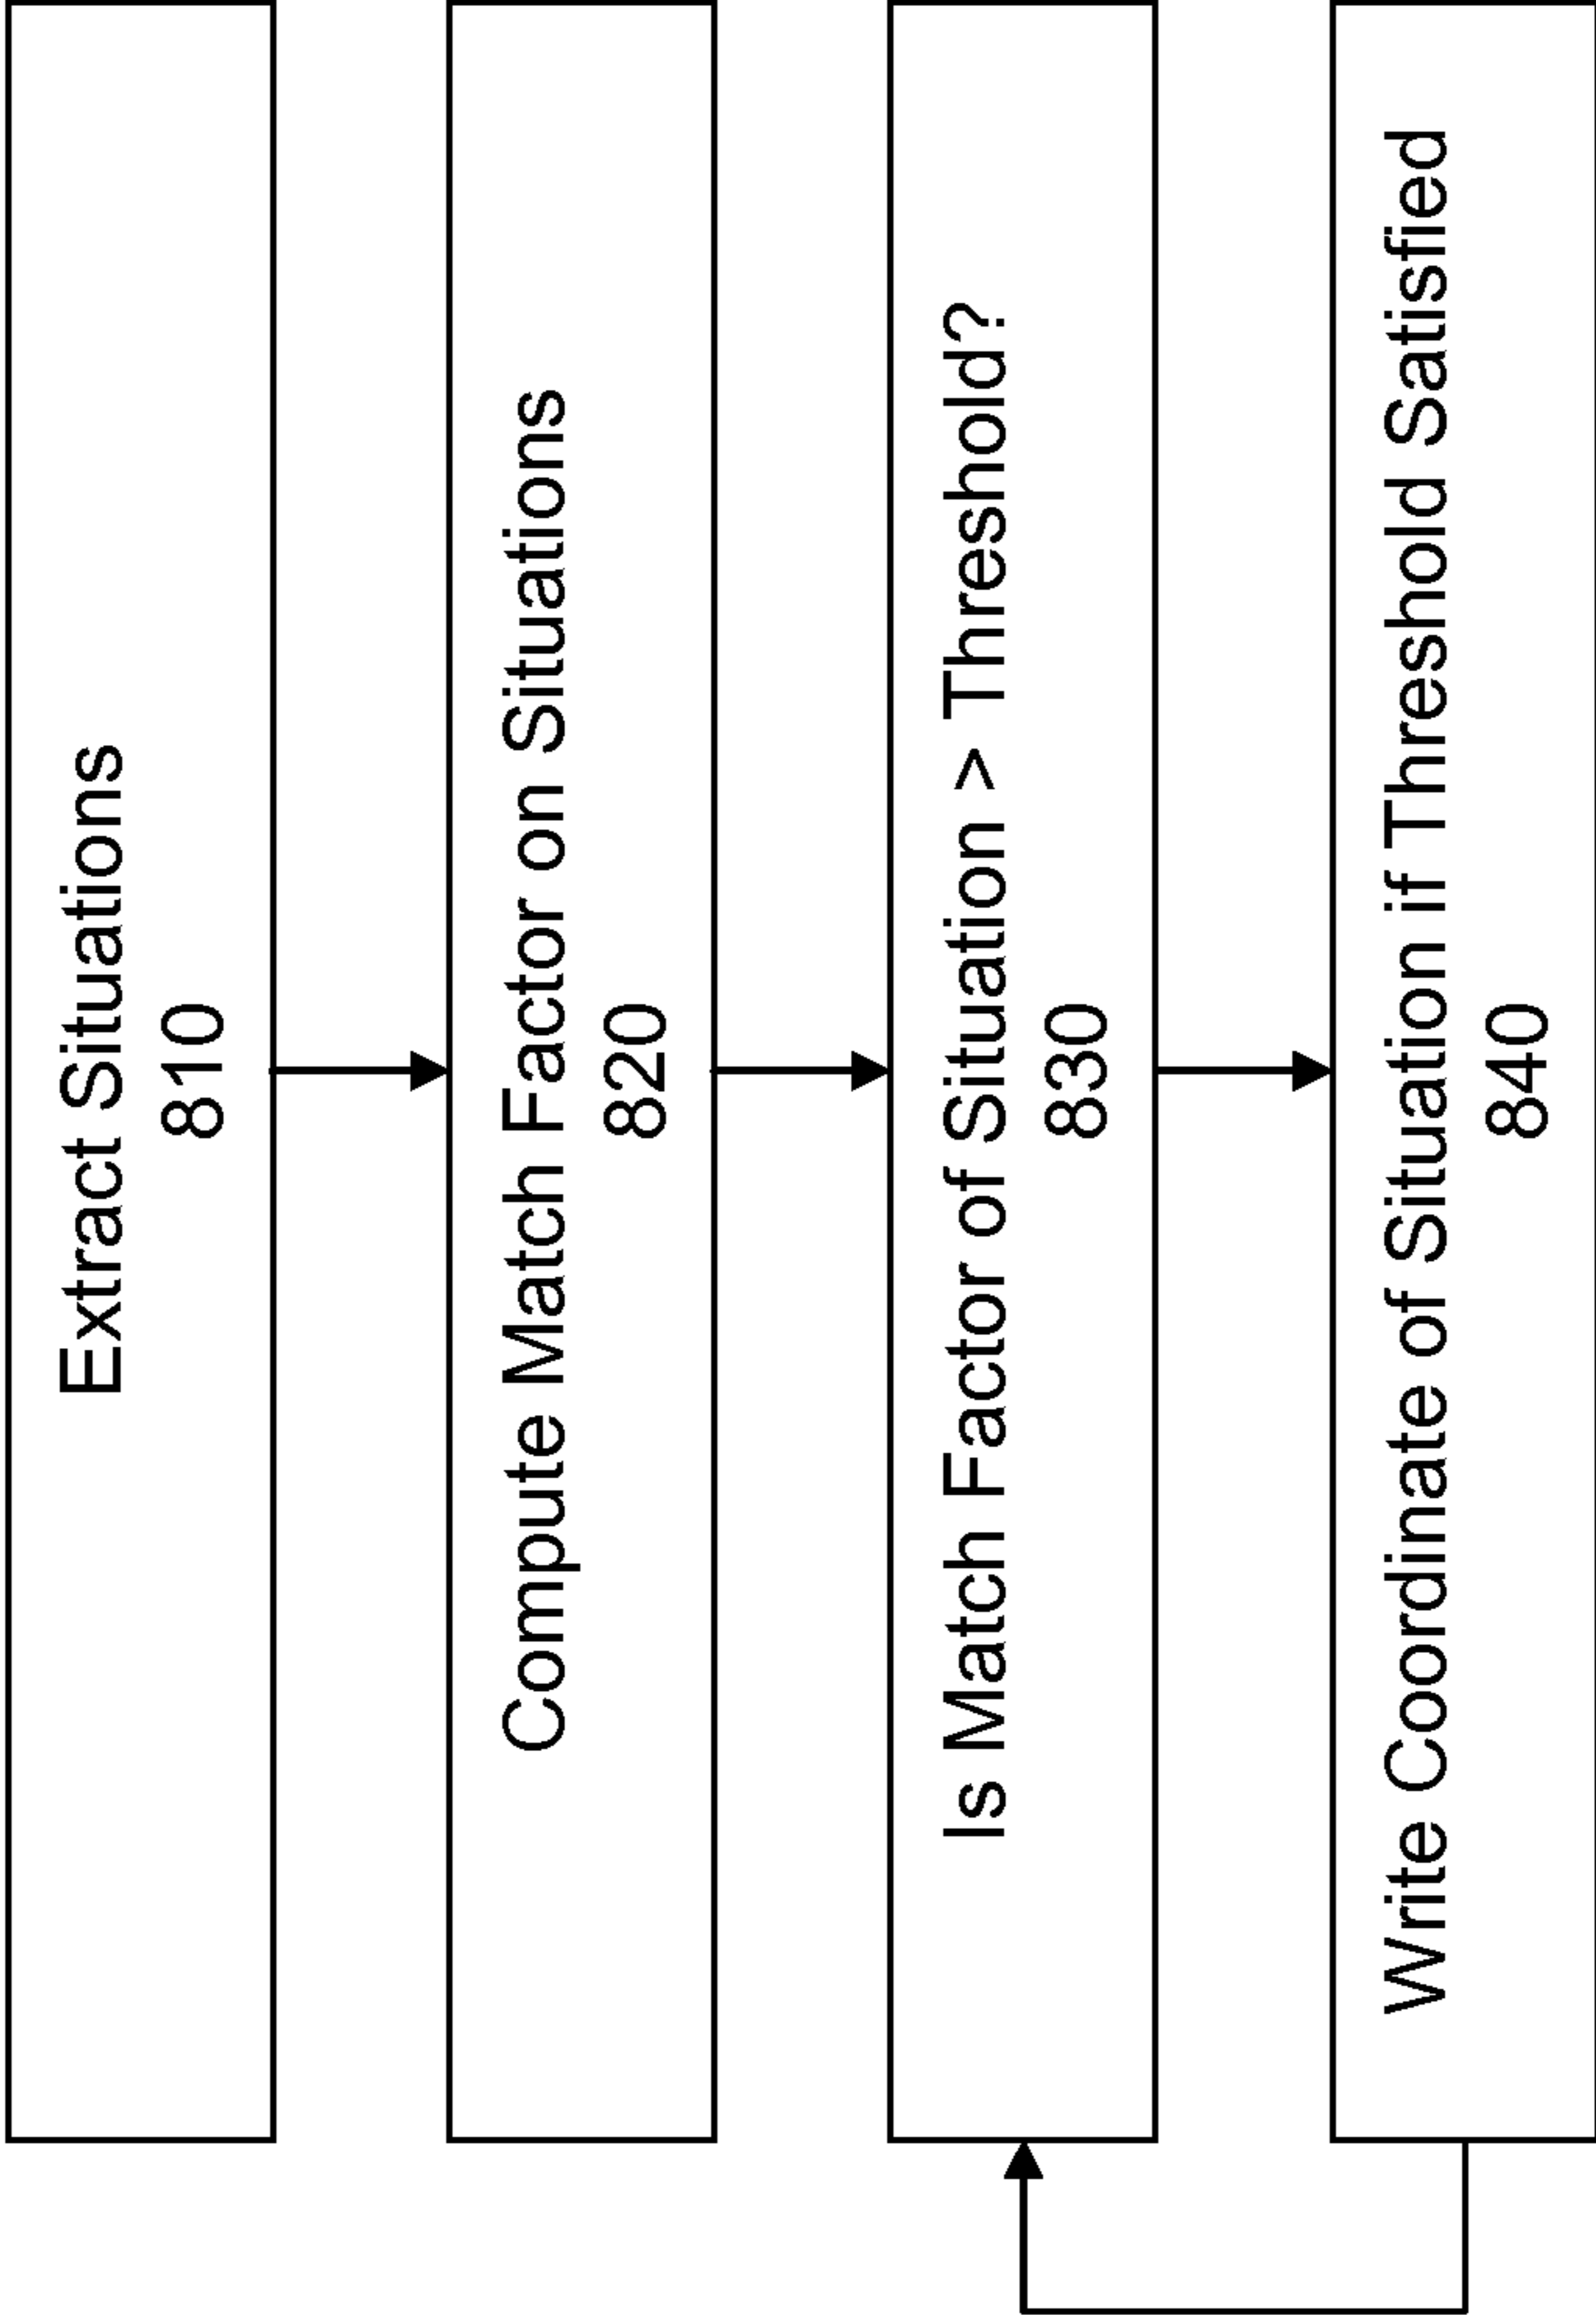 Extract Situations
810
Compute Match Factor on Situations
820
Is Match Factor of Situation > Threshold?
830
Write Coordinate of Situation if Threshold Satisfied
840